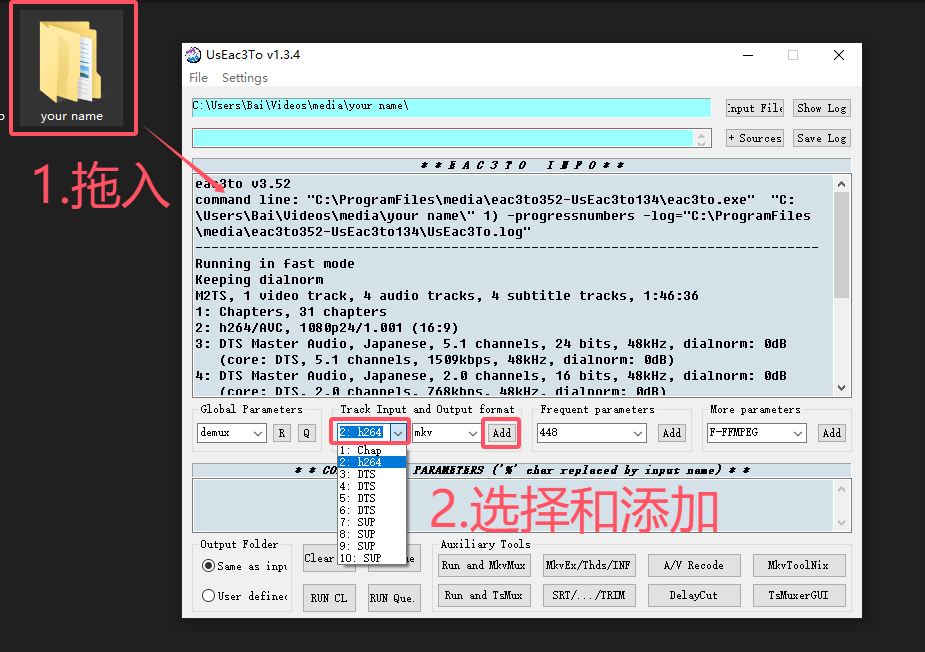 your name
1.拖入
UsEac3To v1.3.4
File Settings
C:\Users\Bai\Videos\media\your name\
Input File Show Log
+ Sources Save Log
* * E A C 3 T O I N F O * *
eac3to v3.52
command line: "C:\ProgramFiles\media\eac3to352-UsEac3to134\eac3to.exe" "C:
\Users\Bai\Videos\media\your name\" 1) -progressnumbers -log="C:\ProgramFiles
\media\eac3to352-UsEac3to134\UsEac3To.log"
------------------------------------------------------------------------------
Running in fast mode
Keeping dialnorm
M2TS, 1 video track, 4 audio tracks, 4 subtitle tracks, 1:46:36
1: Chapters, 31 chapters
2: h264/AVC, 1080p24/1.001 (16:9)
3: DTS Master Audio, Japanese, 5.1 channels, 24 bits, 48kHz, dialnorm: 0dB
(core: DTS, 5.1 channels, 1509kbps, 48kHz, dialnorm: 0dB)
4: DTS Master Audio, Japanese, 2.0 channels, 16 bits, 48kHz, dialnorm: 0dB
(core: DTS, 2.0 channels, 768kbps, 48kHz, dialnorm: 0dB)
Global Parameters Track Input and Output format Frequent parameters More parameters
demux R Q 2: h264 mkv Add 448 Add F-FFMPEG Add
1: Chap
2: h264
3: DTS
4: DTS
5: DTS
6: DTS
7: SUP
8: SUP
9: SUP
10: SUP
* * CO PARAMETERS ('%' char replaced by input name) * *
2.选择和添加
Output Folder
Same as inpu
User define
Clear
RUN CL RUN Que.
Auxiliary Tools
Run and MkvMux MkvEx/Thds/INF A/V Recode MkvToolNix
Run and TsMux SRT/.../TRIM DelayCut TsMuxerGUI